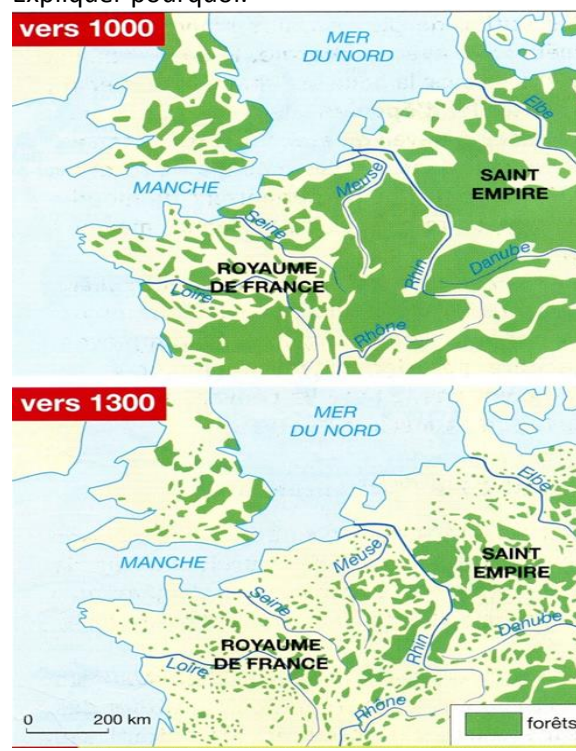 Expliquer pourquoi.
vers 1000
MER
DU NORD
Elbe
SAINT
EMPIRE
MANCHE
Meuse
Seine
Danube
ROYAUME
DE FRANCE
Rhin
Loire
Rhône
vers 1300
MER
DU NORD
Elbe
MANCHE
Meuse
SAINT
EMPIRE
Seine
Danube
ROYAUME
DE FRANCE
Rhin
Loire
Rhône
0 200 km
forêts